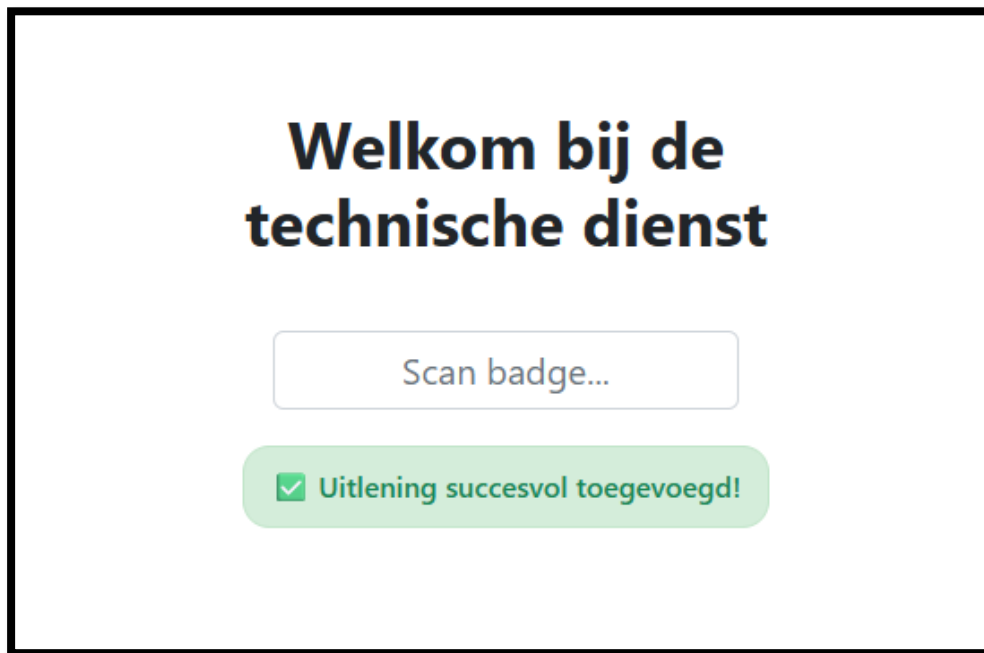 Welkom bij de
technische dienst
Scan badge...
✅ Uitlening succesvol toegevoegd!